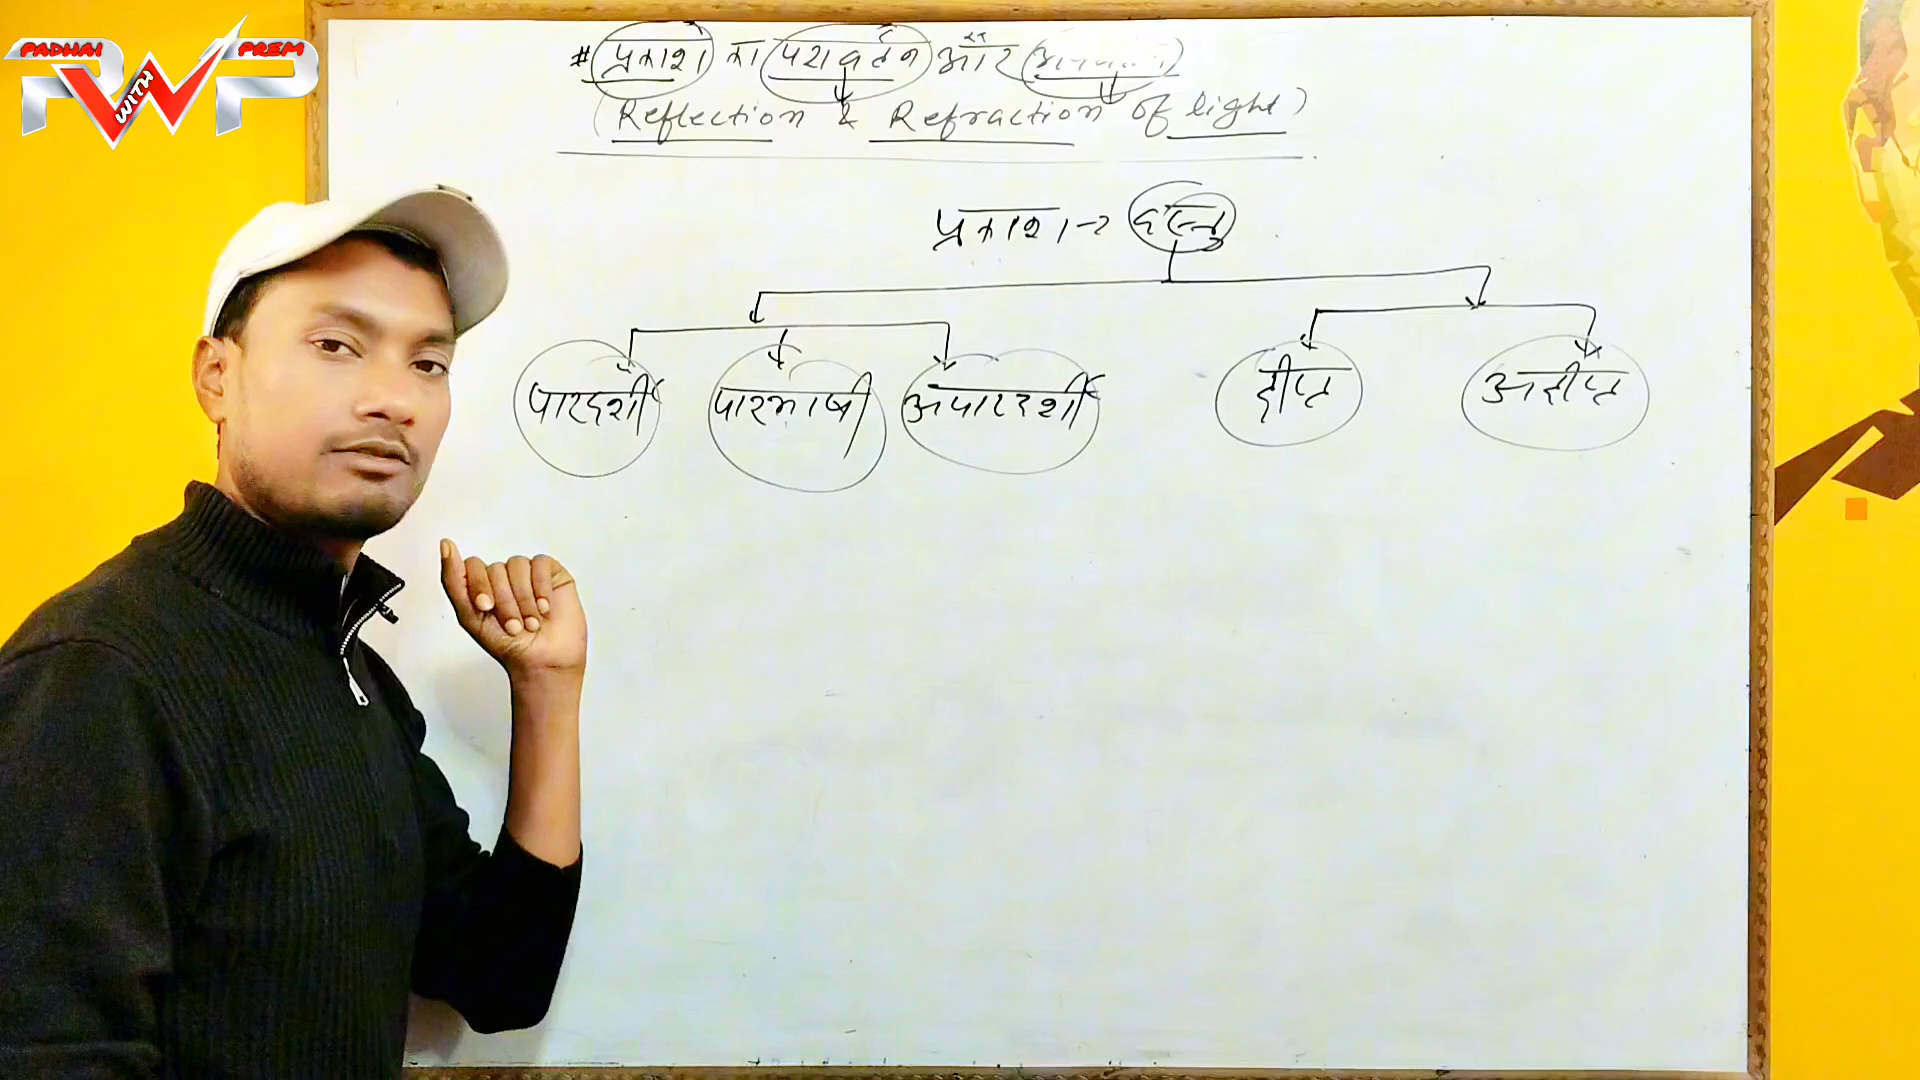 PADHAI WITH PREM
RWP
# प्रकाश का परावर्तन और
(Reflection & Refraction of light)
प्रकाश → वस्तु
पारदर्शी पारभाषी अपारदर्शी दीप्त अदीप्त